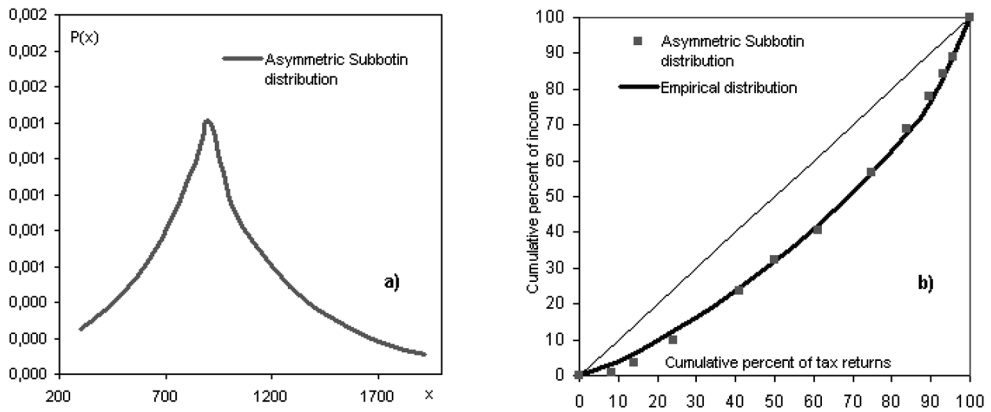 0,002
0,002
0,002
0,001
0,001
0,001
0,001
0,001
0,000
0,000
0,000
P(x)
Asymmetric Subbotin
distribution
a)
200 700 1200 1700 x
100
90
80
70
60
50
40
30
20
10
0
Cumulative percent of income
Asymmetric Subbotin
distribution
Empirical distribution
b)
Cumulative percent of tax returns
0 10 20 30 40 50 60 70 80 90 100